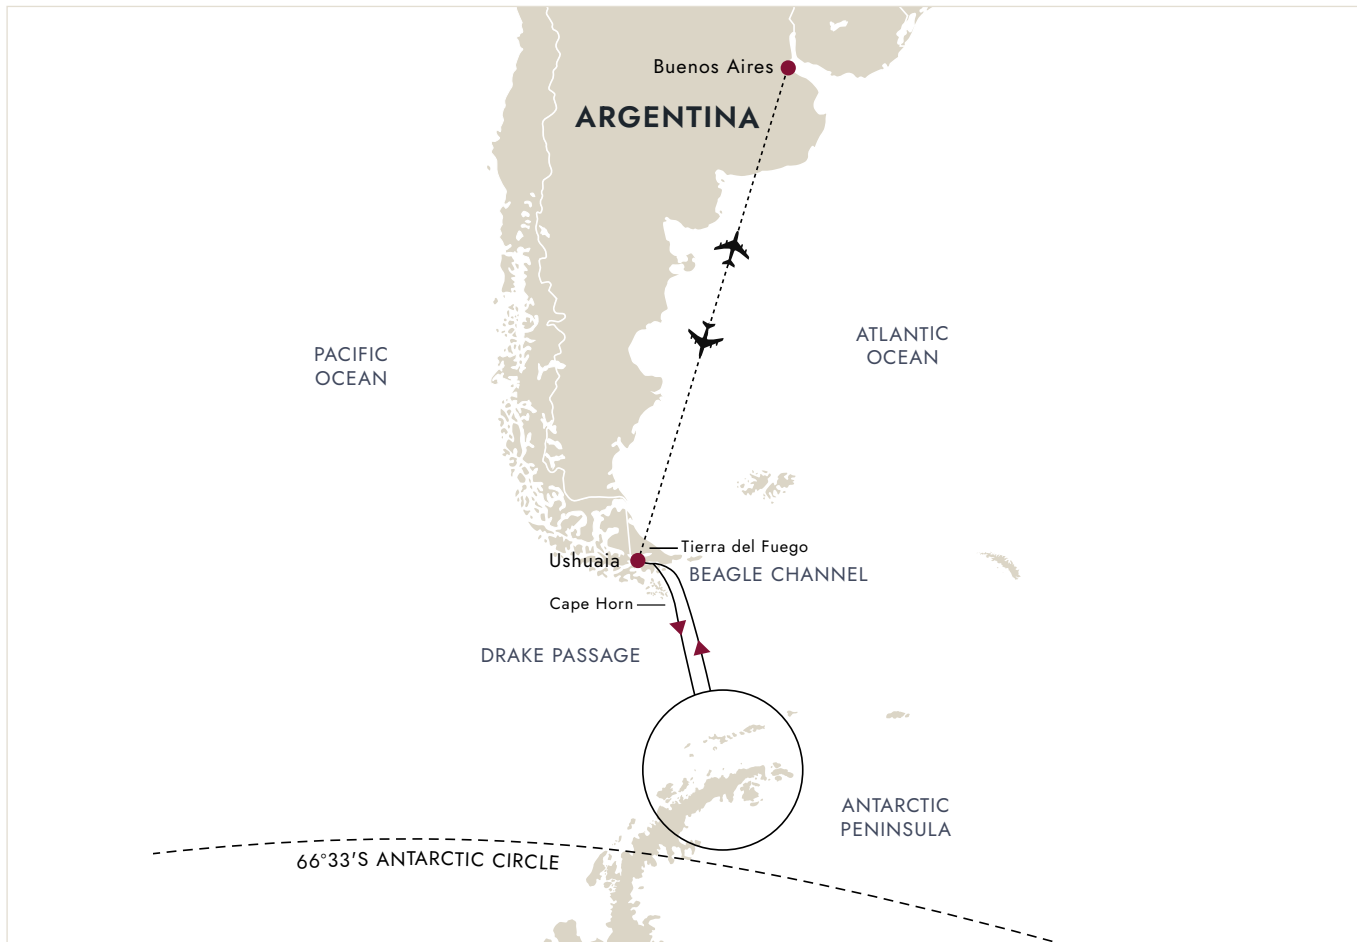 Buenos Aires
ARGENTINA
ATLANTIC
OCEAN
PACIFIC
OCEAN
Tierra del Fuego
Ushuaia
BEAGLE CHANNEL
Cape Horn
DRAKE PASSAGE
ANTARCTIC
PENINSULA
66°33'S ANTARCTIC CIRCLE